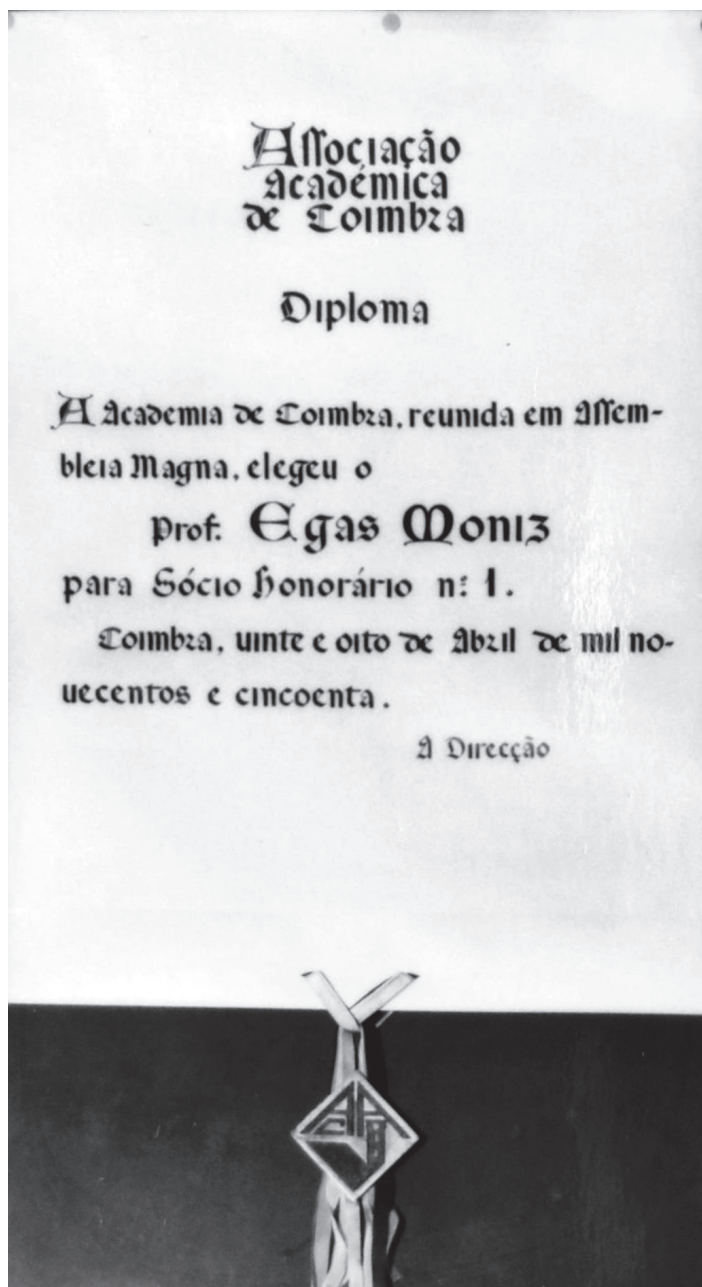 Associação
Académica
de Coimbra
Diploma
A Academia de Coimbra, reunida em Assem-
bleia Magna, elegeu o
Prof. Egas Moniz
para Sócio honorário n.º 1.
Coimbra, vinte e oito de Abril de mil no-
vecentos e cincoenta.
A Direcção